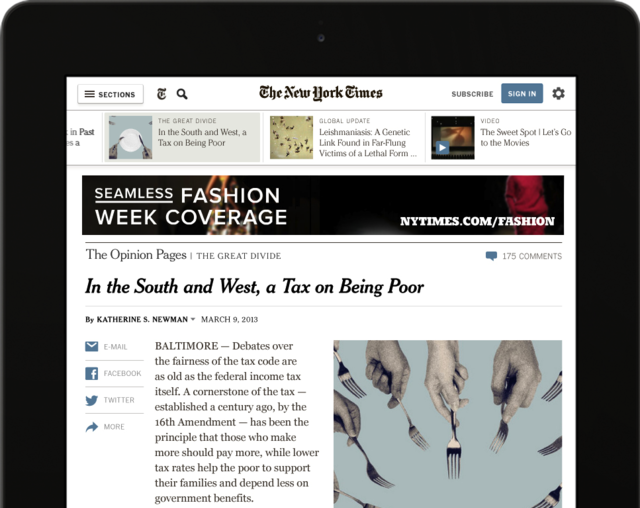 SECTIONS
The New York Times
SUBSCRIBE
SIGN IN
in Past
es a
THE GREAT DIVIDE
In the South and West, a
Tax on Being Poor
GLOBAL UPDATE
Leishmaniasis: A Genetic
Link Found in Far-Flung
Victims of a Lethal Form ...
VIDEO
The Sweet Spot | Let's Go
to the Movies
SEAMLESS FASHION
WEEK COVERAGE
NYTIMES.COM/FASHION
The Opinion Pages | THE GREAT DIVIDE
175 COMMENTS
In the South and West, a Tax on Being Poor
By KATHERINE S. NEWMAN MARCH 9, 2013
E-MAIL
FACEBOOK
TWITTER
MORE
BALTIMORE — Debates over
the fairness of the tax code are
as old as the federal income tax
itself. A cornerstone of the tax —
established a century ago, by the
16th Amendment — has been the
principle that those who make
more should pay more, while lower
tax rates help the poor to support
their families and depend less on
government benefits.